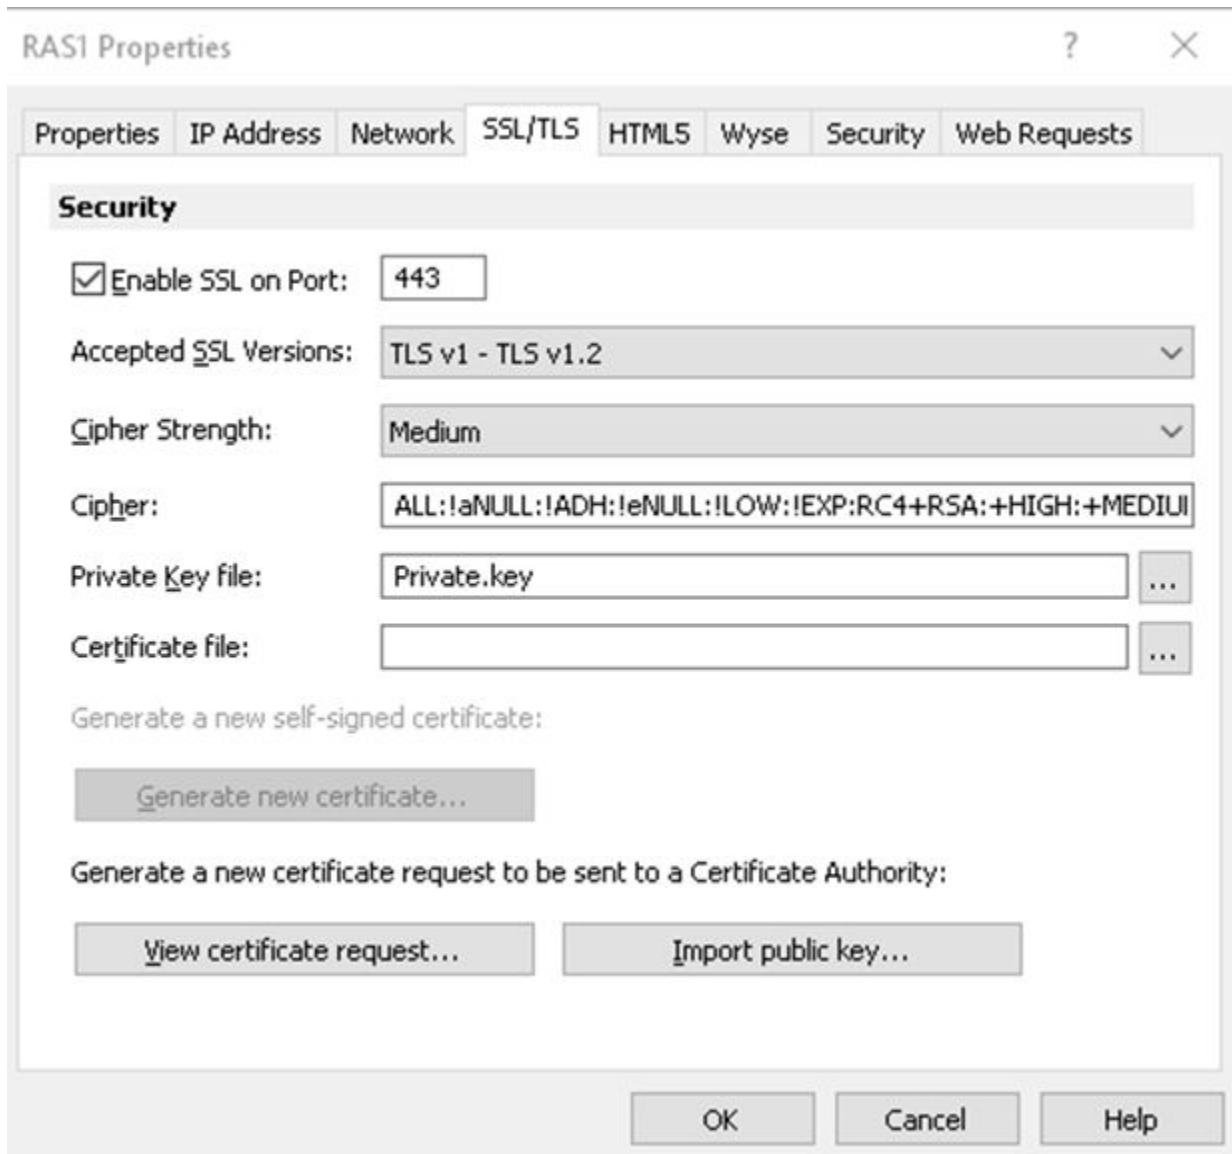 RAS1 Properties ?
Properties IP Address Network SSL/TLS HTML5 Wyse Security Web Requests
Security
Enable SSL on Port: 443
Accepted SSL Versions: TLS v1 - TLS v1.2
Cipher Strength: Medium
Cipher: ALL:!aNULL:!ADH:!eNULL:!LOW:!EXP:RC4+RSA:+HIGH:+MEDIU
Private Key file: Private.key ...
Certificate file: ...
Generate a new self-signed certificate:
Generate new certificate...
Generate a new certificate request to be sent to a Certificate Authority:
View certificate request... Import public key...
OK Cancel Help